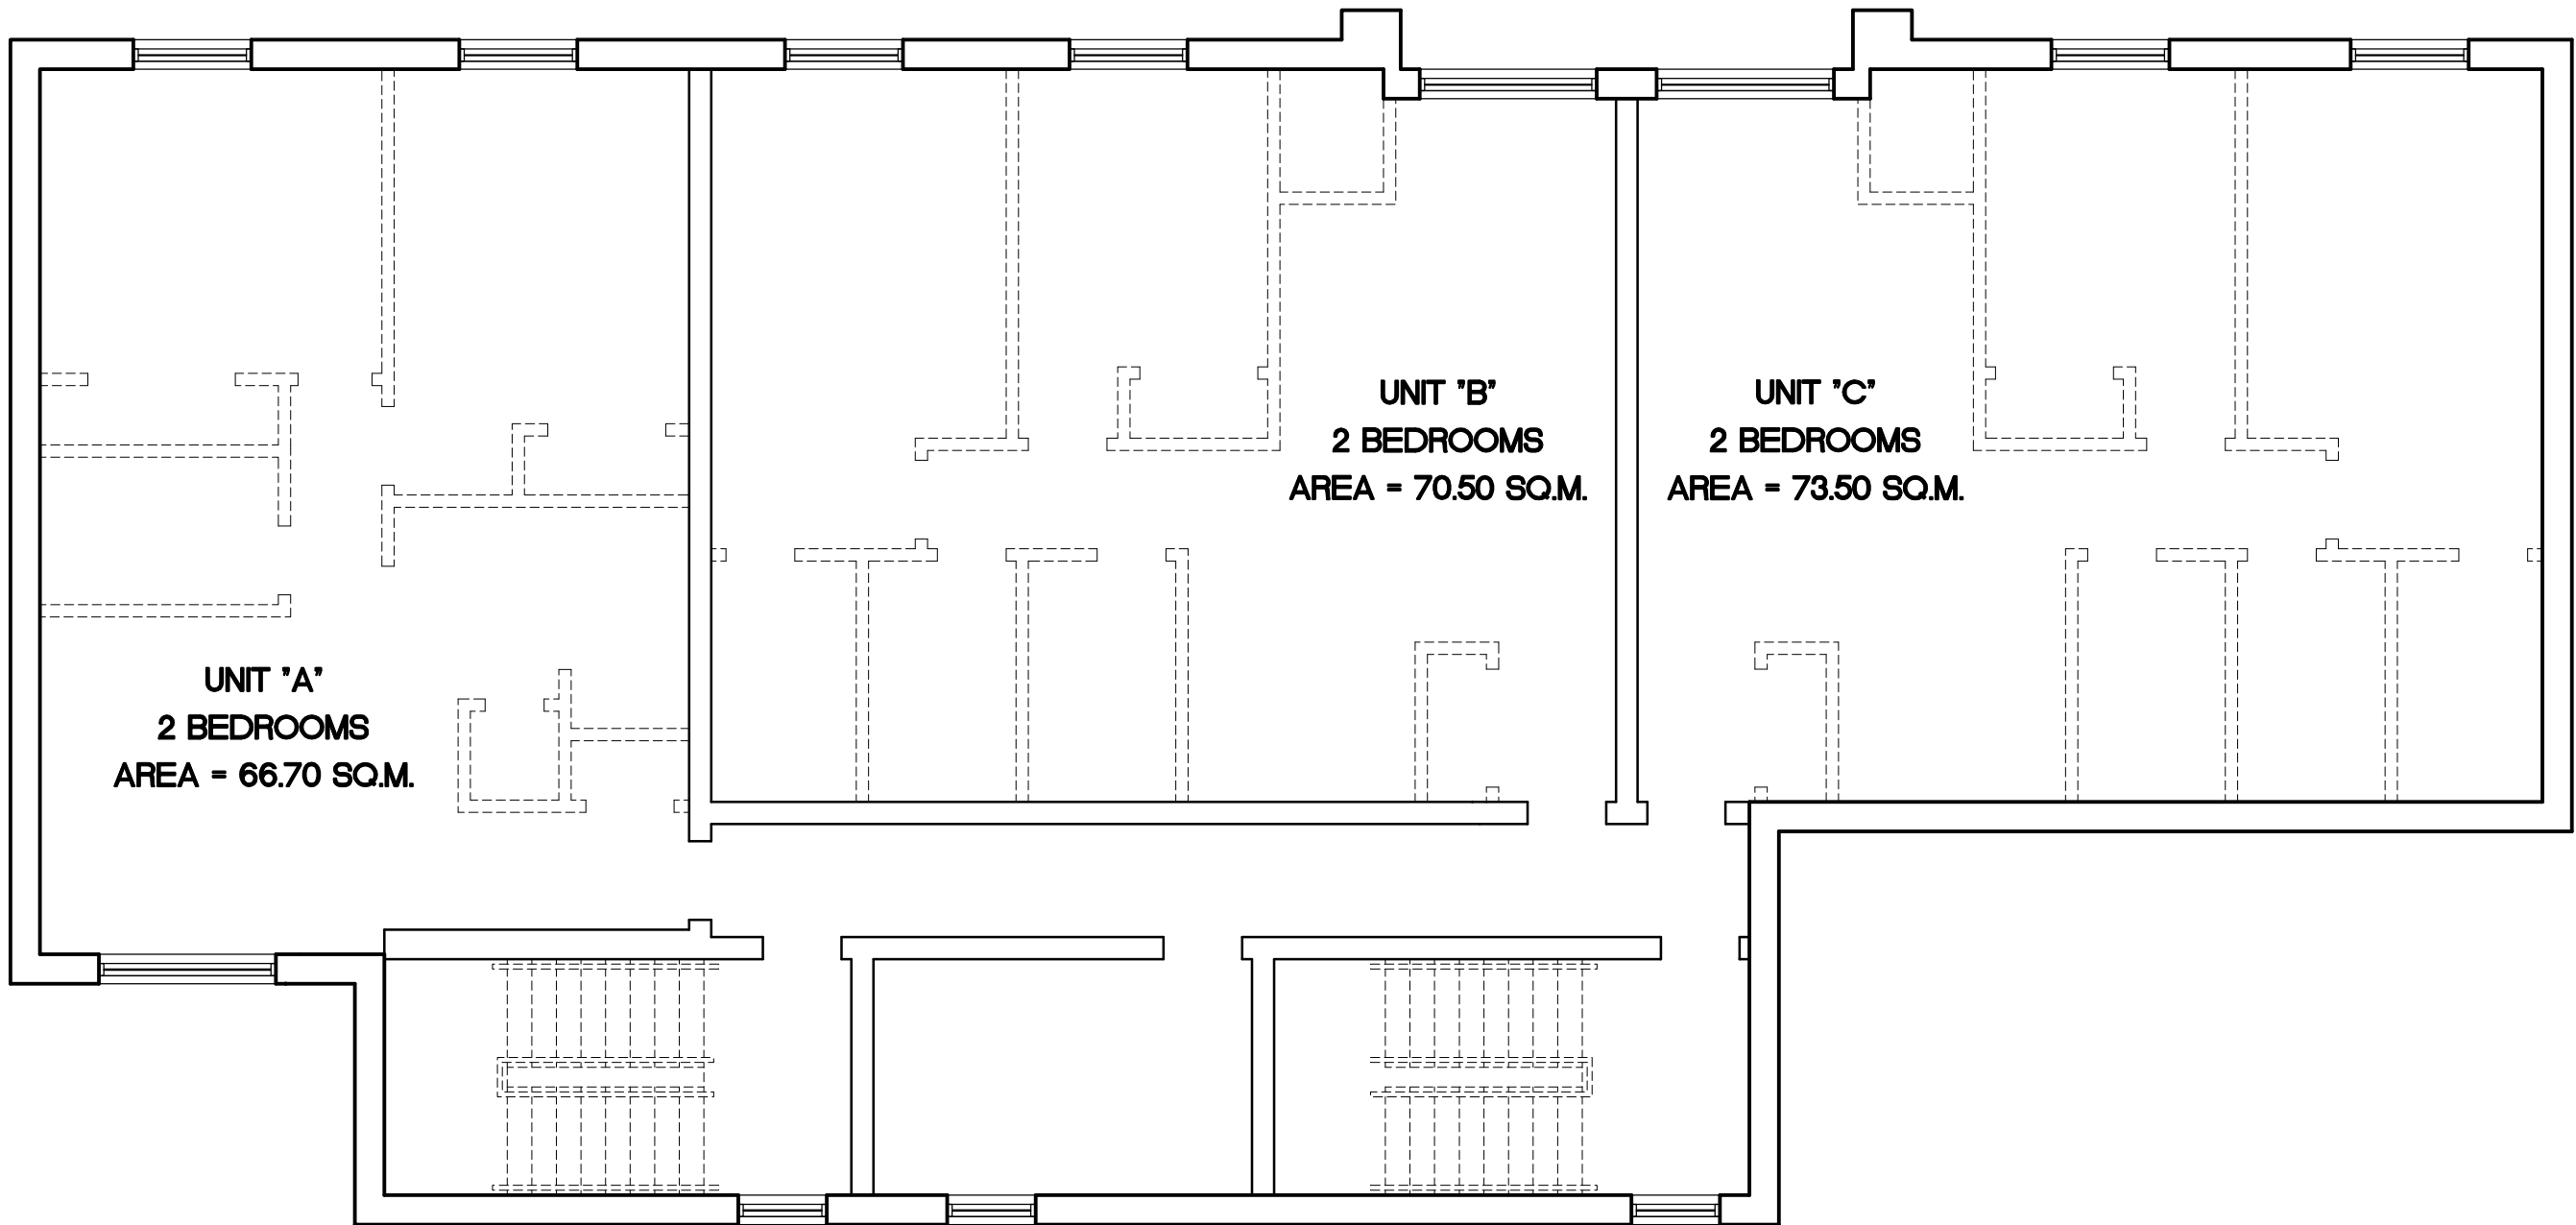 UNIT "B"
2 BEDROOMS
AREA = 70.50 SQ.M.
UNIT "C"
2 BEDROOMS
AREA = 73.50 SQ.M.
UNIT "A"
2 BEDROOMS
AREA = 66.70 SQ.M.